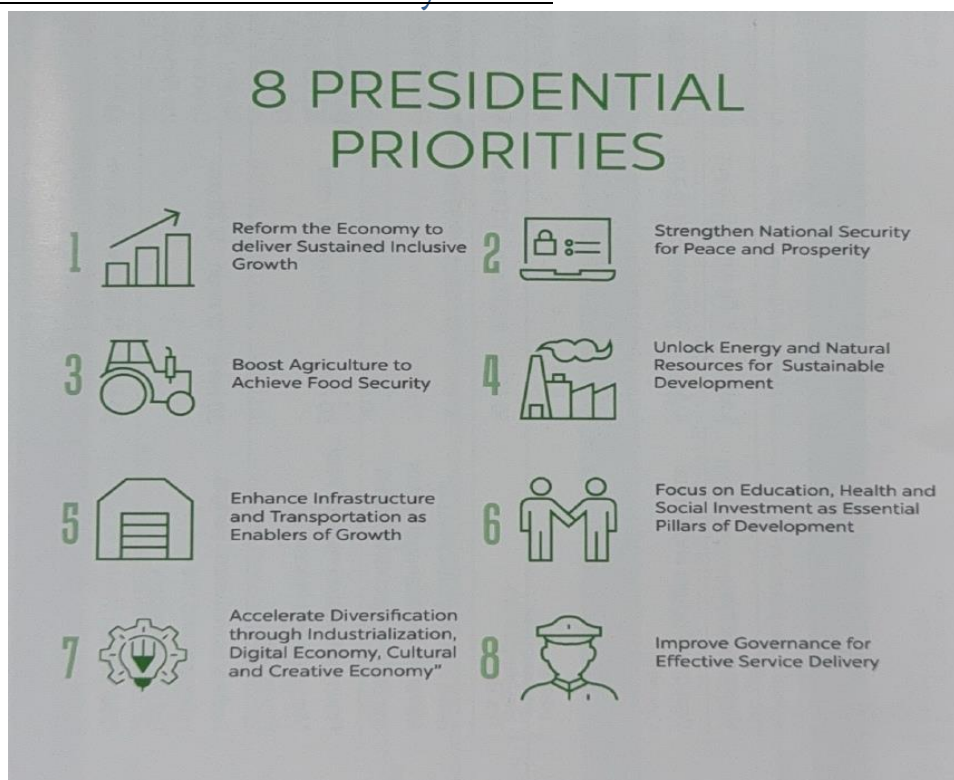 8 PRESIDENTIAL
PRIORITIES
1
Reform the Economy to
deliver Sustained Inclusive
Growth
2
Strengthen National Security
for Peace and Prosperity
3
Boost Agriculture to
Achieve Food Security
4
Unlock Energy and Natural
Resources for Sustainable
Development
5
Enhance Infrastructure
and Transportation as
Enablers of Growth
6
Focus on Education, Health and
Social Investment as Essential
Pillars of Development
7
Accelerate Diversification
through Industrialization,
Digital Economy, Cultural
and Creative Economy"
8
Improve Governance for
Effective Service Delivery